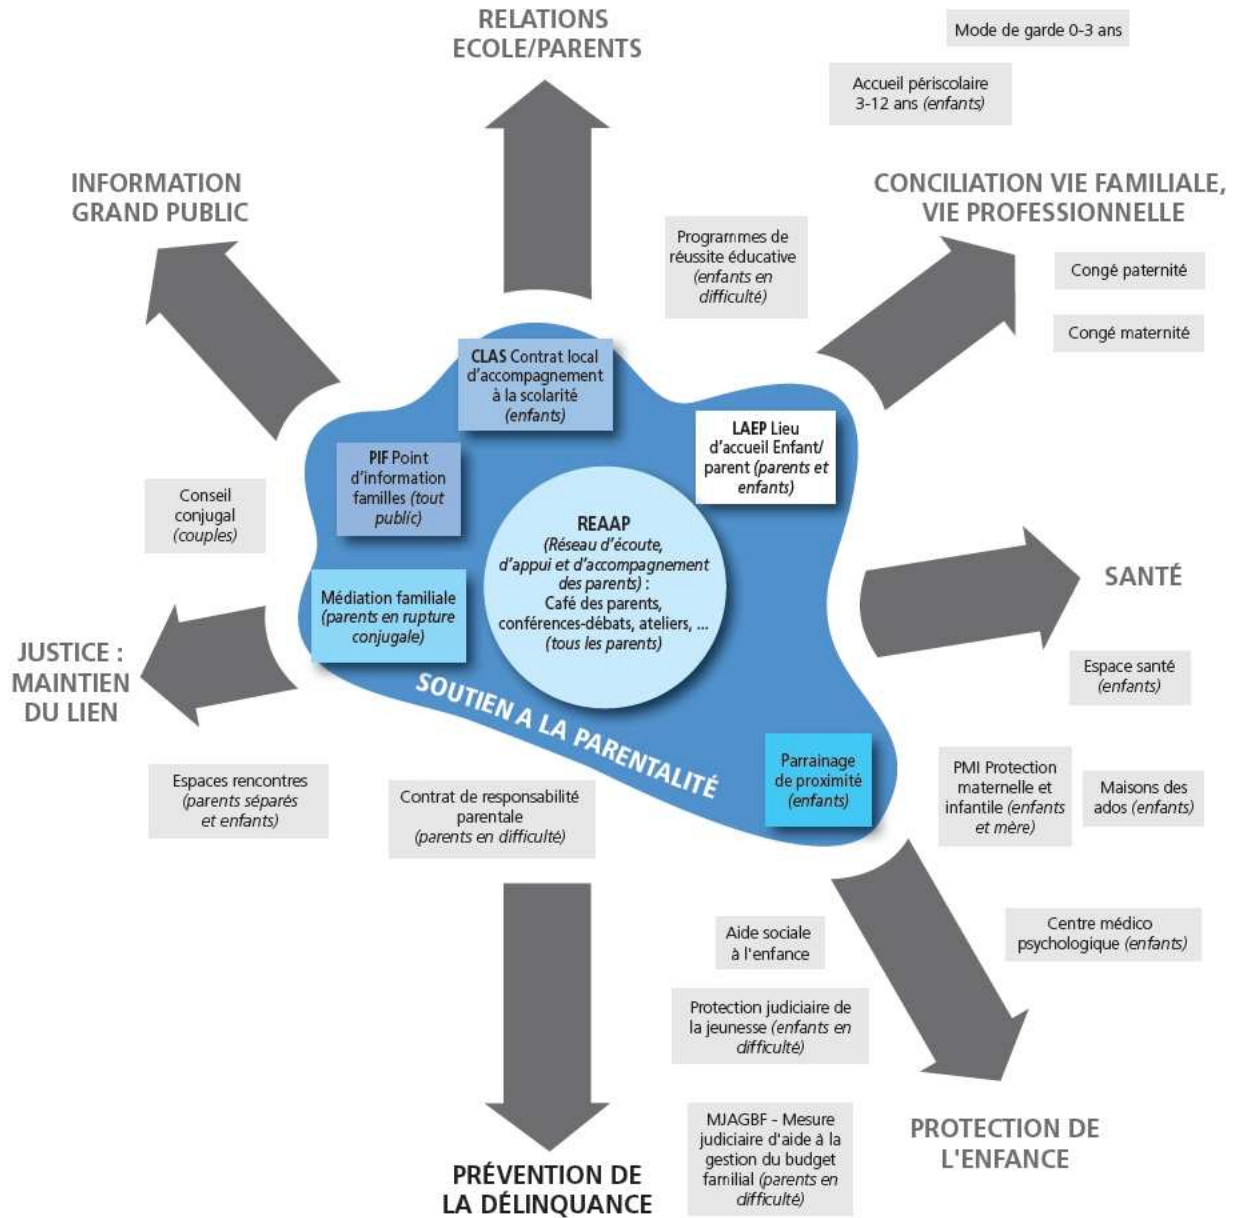 RELATIONS
ECOLE/PARENTS
Mode de garde 0-3 ans
Accueil périscolaire
3-12 ans (enfants)
INFORMATION
GRAND PUBLIC
CONCILIATION VIE FAMILIALE,
VIE PROFESSIONNELLE
Programmes de
réussite éducative
(enfants en
difficulté)
Congé paternité
Congé maternité
CLAS Contrat local
d'accompagnement
à la scolarité
(enfants)
LAEP Lieu
d'accueil Enfant/
parent (parents et
enfants)
PIF Point
d'information
familles (tout
public)
Conseil
conjugal
(couples)
REAAP
(Réseau d'écoute,
d'appui et d'accompagnement
des parents) :
Café des parents,
conférences-débats, ateliers, ...
(tous les parents)
Médiation familiale
(parents en rupture
conjugale)
SANTÉ
JUSTICE :
MAINTIEN
DU LIEN
Espace santé
(enfants)
SOUTIEN A LA PARENTALITÉ
Parrainage
de proximité
(enfants)
PMI Protection
maternelle et
infantile (enfants
et mère)
Maisons des
ados (enfants)
Espaces rencontres
(parents séparés
et enfants)
Contrat de responsabilité
parentale
(parents en difficulté)
Aide sociale
à l'enfance
Centre médico
psychologique (enfants)
Protection judiciaire de
la jeunesse (enfants en
difficulté)
MJAGBF - Mesure
judiciaire d'aide à la
gestion du budget
familial (parents en
difficulté)
PROTECTION DE
L'ENFANCE
PRÉVENTION DE
LA DÉLINQUANCE